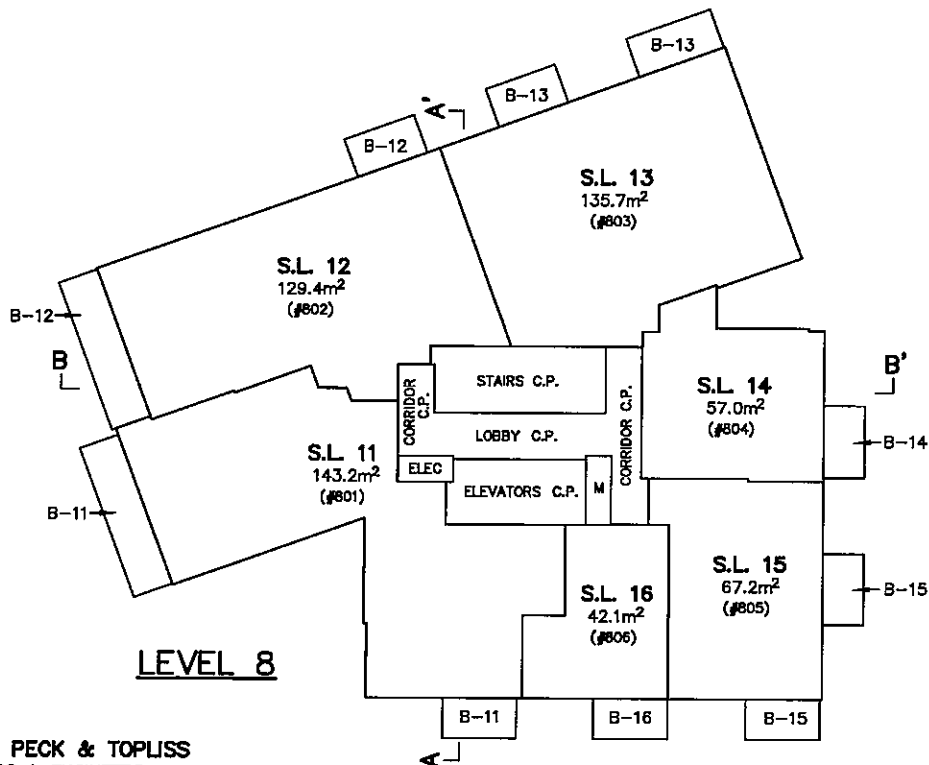 B-13
B-13
A'
B-12
S.L. 13
135.7m²
(#803)
S.L. 12
129.4m²
(#802)
B-12
B
B'
STAIRS C.P.
CORRIDOR C.P.
CORRIDOR C.P.
S.L. 14
57.0m²
(#804)
LOBBY C.P.
B-14
S.L. 11
143.2m²
(#801)
ELEC
ELEVATORS C.P.
M
B-11
S.L. 15
67.2m²
(#805)
S.L. 16
42.1m²
(#806)
B-15
LEVEL 8
B-11
B-16
B-15
A
PECK & TOPLISS